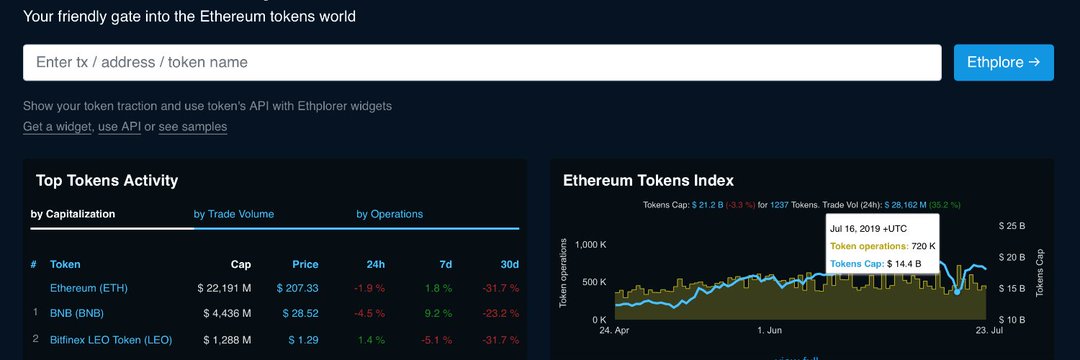 Your friendly gate into the Ethereum tokens world
Enter tx / address / token name
Ethplore →
Show your token traction and use token's API with Ethplorer widgets
Get a widget, use API or see samples
Top Tokens Activity
by Capitalization by Trade Volume by Operations
# Token Cap Price 24h 7d 30d
Ethereum (ETH) $ 22,191 M $ 207.33 -1.9 % 1.8 % -31.7 %
1 BNB (BNB) $ 4,436 M $ 28.52 -4.5 % 9.2 % -23.2 %
2 Bitfinex LEO Token (LEO) $ 1,288 M $ 1.29 1.4 % -5.1 % -31.7 %
Ethereum Tokens Index
Tokens Cap: $ 21.2 B (-3.3 %) for 1237 Tokens. Trade Vol (24h): $ 28,162 M (35.2 %)
Jul 16, 2019 +UTC
Token operations: 720 K
Tokens Cap: $ 14.4 B
Token operations
1,000 K
500 K
0 K
$ 25 B
$ 20 B
$ 15 B
$ 10 B
Tokens Cap
24. Apr 1. Jun 23. Jul